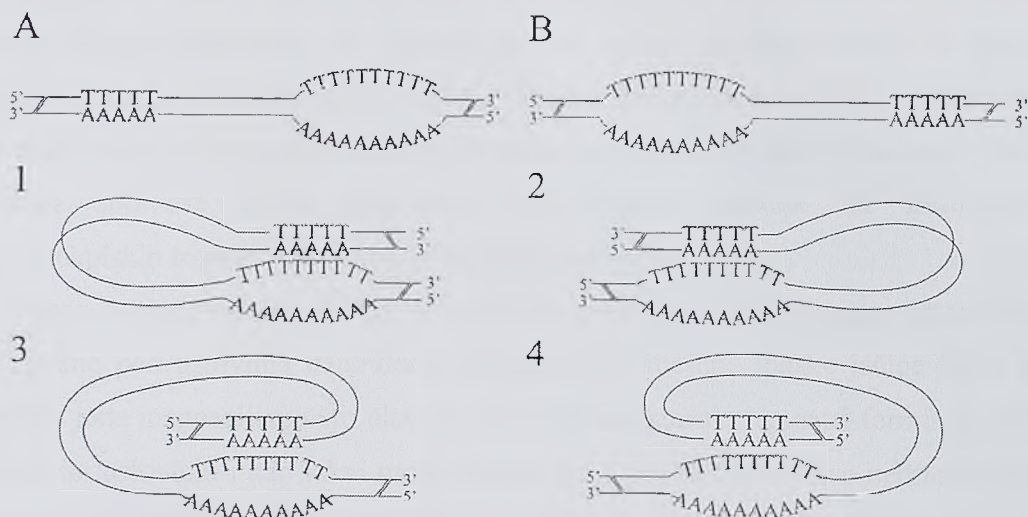 A B
TTTTTTTTTT TTTTTTTTTT
5' TTTTT 3' 5' TTTTT 3'
3' AAAAA 5' 3' AAAAA 5'
AAAAAAAAAA AAAAAAAAAA
1 2
TTTTT 5' 3' TTTTT
AAAAA 3' 5' AAAAA
TTTTTTTTTT 3' 5' TTTTTTTTTT
5' 3'
AAAAAAAAAA AAAAAAAAAA
3 4
5' TTTTT TTTTT 3'
3' AAAAA AAAAA 5'
TTTTTTTTTT 3' 5' TTTTTTTTTT
5' 3'
AAAAAAAAAA AAAAAAAAAA